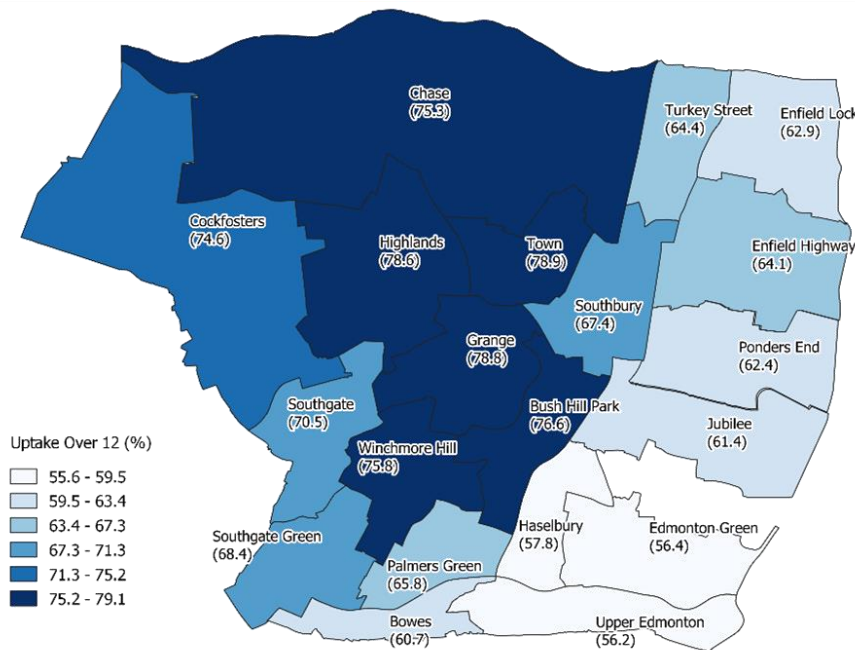 Chase
(75.3)
Turkey Street
(64.4)
Enfield Lock
(62.9)
Cockfosters
(74.6)
Highlands
(78.6)
Town
(78.9)
Enfield Highway
(64.1)
Southbury
(67.4)
Grange
(78.8)
Ponders End
(62.4)
Southgate
(70.5)
Bush Hill Park
(76.6)
Jubilee
(61.4)
Winchmore Hill
(75.8)
Haselbury
(57.8)
Edmonton Green
(56.4)
Southgate Green
(68.4)
Palmers Green
(65.8)
Bowes
(60.7)
Upper Edmonton
(56.2)
Uptake Over 12 (%)
55.6 - 59.5
59.5 - 63.4
63.4 - 67.3
67.3 - 71.3
71.3 - 75.2
75.2 - 79.1